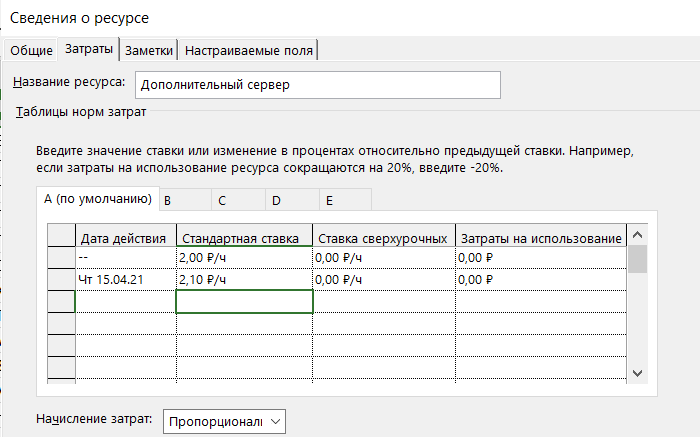 Сведения о ресурсе
Общие Затраты Заметки Настраиваемые поля
Название ресурса: Дополнительный сервер
Таблицы норм затрат
Введите значение ставки или изменение в процентах относительно предыдущей ставки. Например,
если затраты на использование ресурса сокращаются на 20%, введите -20%.
А (по умолчанию) B C D E
Дата действия Стандартная ставка Ставка сверхурочных Затраты на использование
-- 2,00 ₽/ч 0,00 ₽/ч 0,00 ₽
Чт 15.04.21 2,10 ₽/ч 0,00 ₽/ч 0,00 ₽
Начисление затрат: Пропорционалы